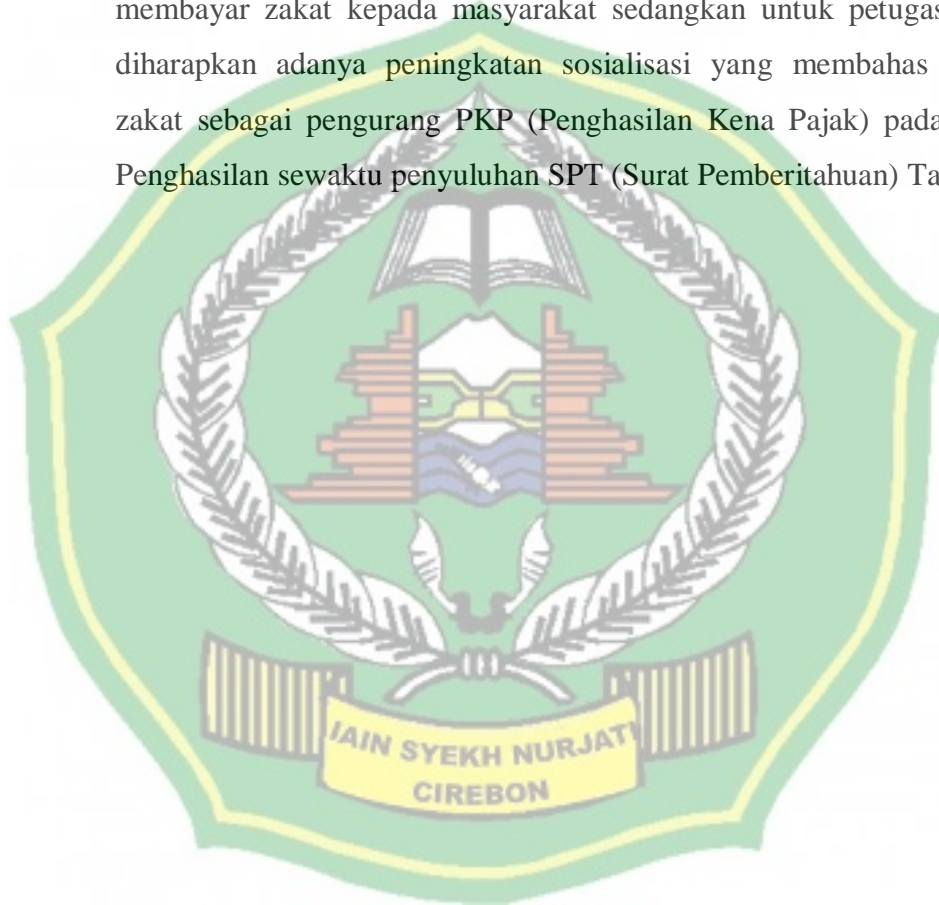 membayar zakat kepada masyarakat sedangkan untuk petugas
diharapkan adanya peningkatan sosialisasi yang membahas
zakat sebagai pengurang PKP (Penghasilan Kena Pajak) pada
Penghasilan sewaktu penyuluhan SPT (Surat Pemberitahuan) Ta
IAIN SYEKH NURJATI
CIREBON